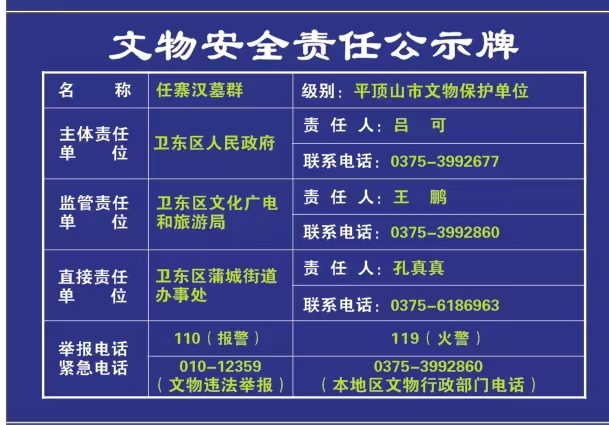 文物安全责任公示牌
名 称 任寨汉墓群 级别：平顶山市文物保护单位
主体责任单 位 卫东区人民政府 责 任 人：吕 可
联系电话：0375-3992677
监管责任单 位 卫东区文化广电和旅游局 责 任 人：王 鹏
联系电话：0375-3992860
直接责任单 位 卫东区蒲城街道办事处 责 任 人：孔真真
联系电话：0375-6186963
举报电话
紧急电话
110（报警） 119（火警）
010-12359 0375-3992860
（文物违法举报） （本地区文物行政部门电话）